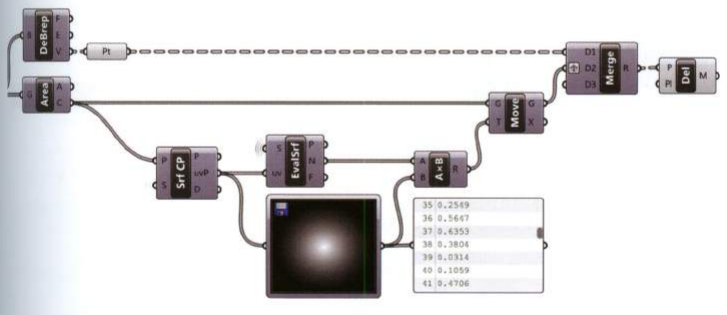 DeBrep B F E V
Pt
D1 D2 D3 Merge R
P Pl Del M
Area G A C
G T Move G X
P S Srf CP P uvP D
S uv EvalSrf P N F
A B A×B R
35 0.2549
36 0.5647
37 0.6353
38 0.3804
39 0.0314
40 0.1059
41 0.4706